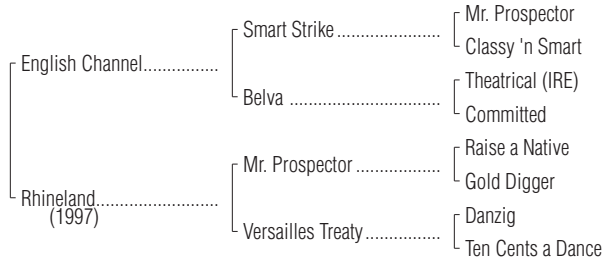 Mr. Prospector
Smart Strike
Classy 'n Smart
English Channel
Theatrical (IRE)
Belva
Committed
Raise a Native
Mr. Prospector
Gold Digger
Rhineland
(1997)
Danzig
Versailles Treaty
Ten Cents a Dance